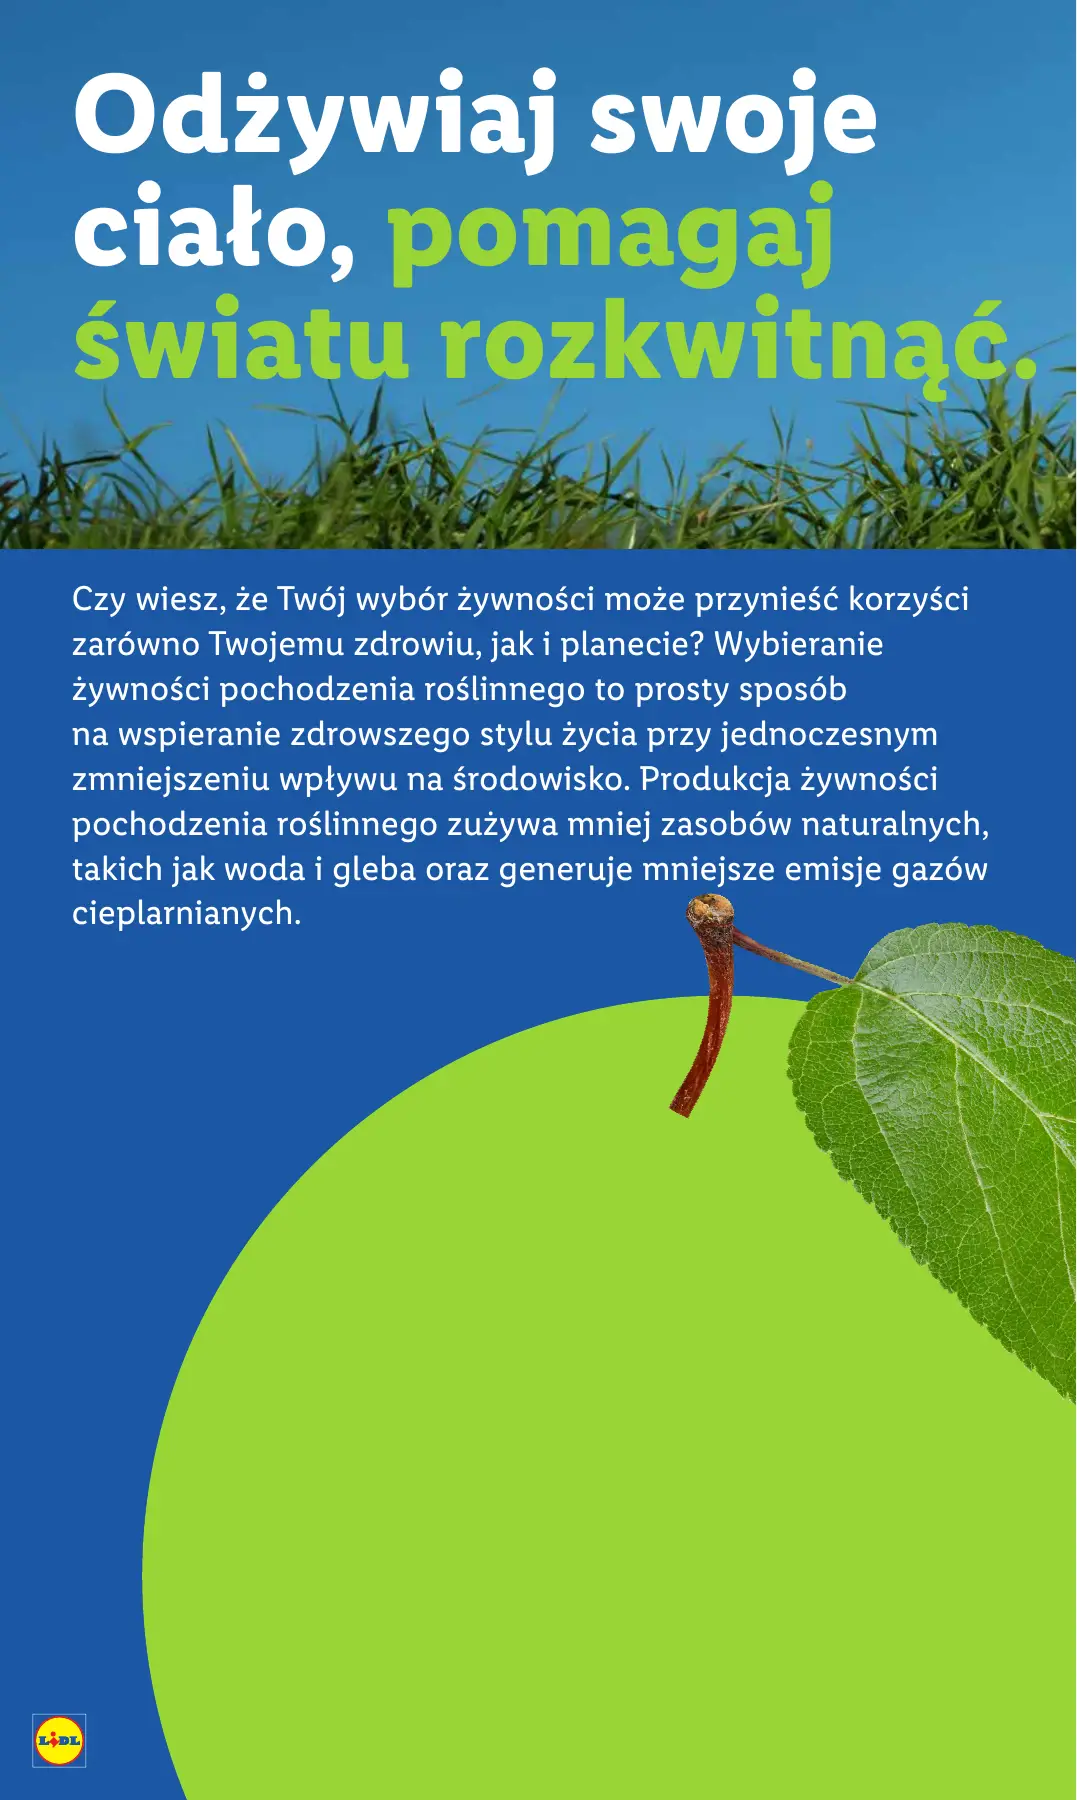 Odżywiaj swoje
ciało, pomagaj
światu rozkwitnąć.
Czy wiesz, że Twój wybór żywności może przynieść korzyści
zarówno Twojemu zdrowiu, jak i planecie? Wybieranie
żywności pochodzenia roślinnego to prosty sposób
na wspieranie zdrowszego stylu życia przy jednoczesnym
zmniejszeniu wpływu na środowisko. Produkcja żywności
pochodzenia roślinnego zużywa mniej zasobów naturalnych,
takich jak woda i gleba oraz generuje mniejsze emisje gazów
cieplarnianych.
LiDL